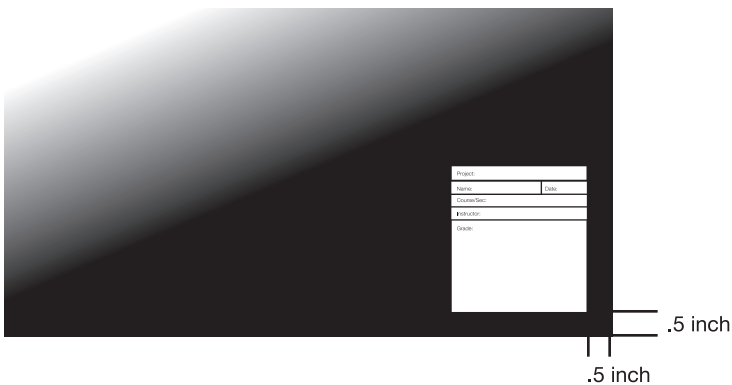 Project:
Name: Date:
Course/Sec:
Instructor:
Grade:
.5 inch
.5 inch